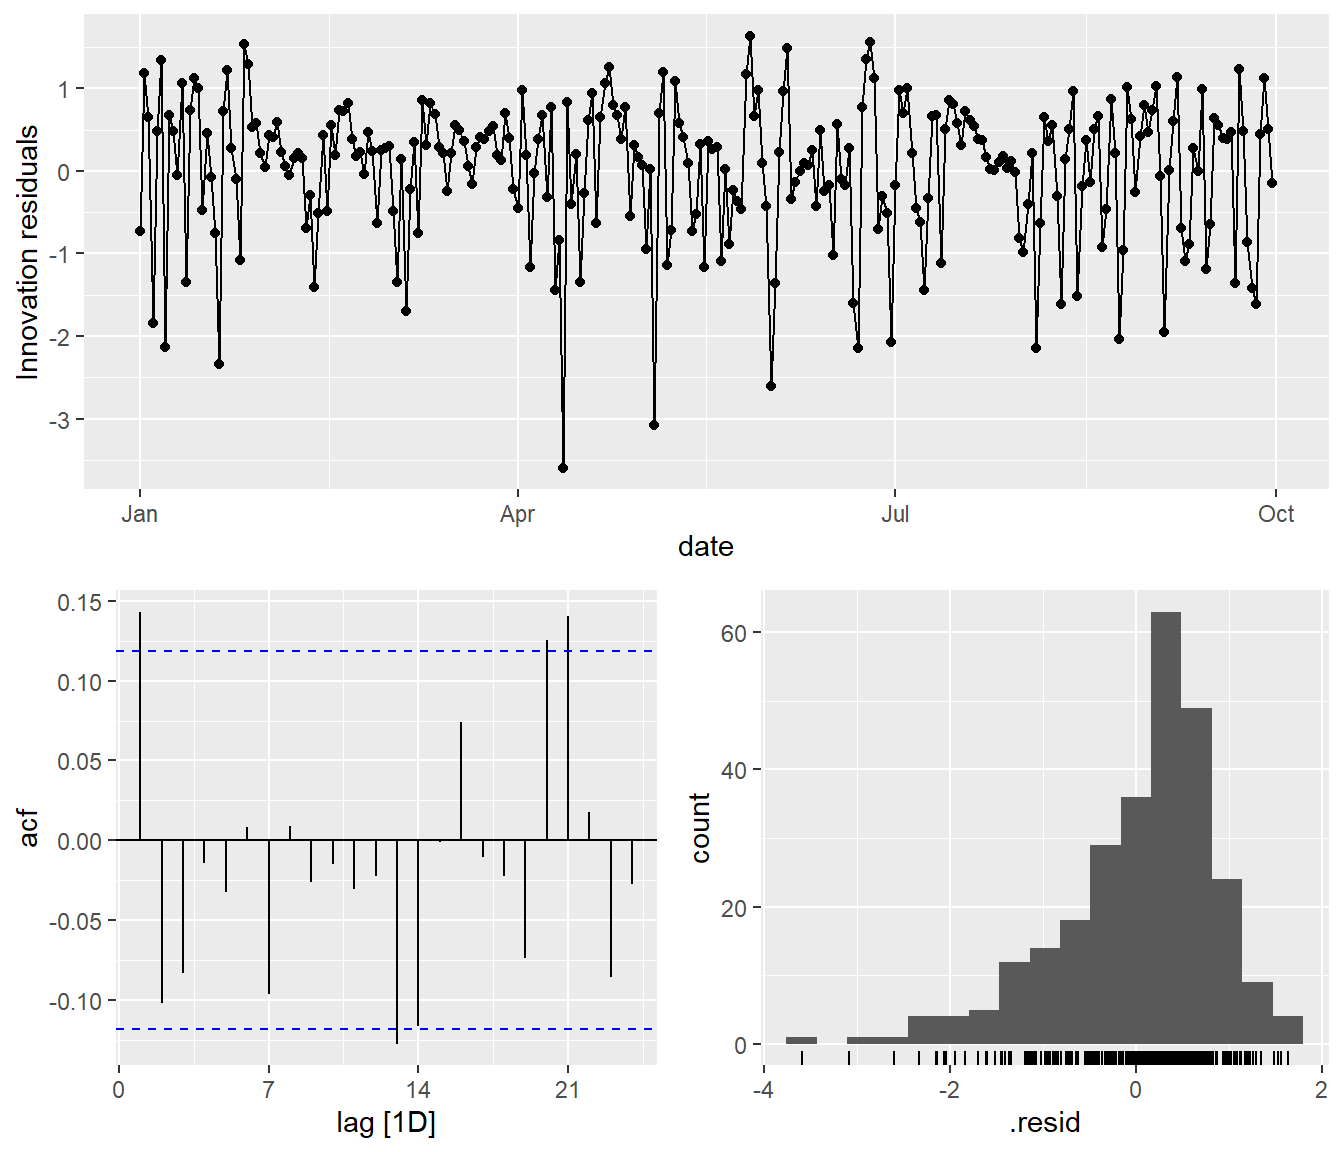 Innovation residuals
1
0
-1
-2
-3
Jan Apr Jul Oct
date
acf
0.15
0.10
0.05
0.00
-0.05
-0.10
0 7 14 21
lag [1D]
count
60
40
20
0
-4 -2 0 2
.resid